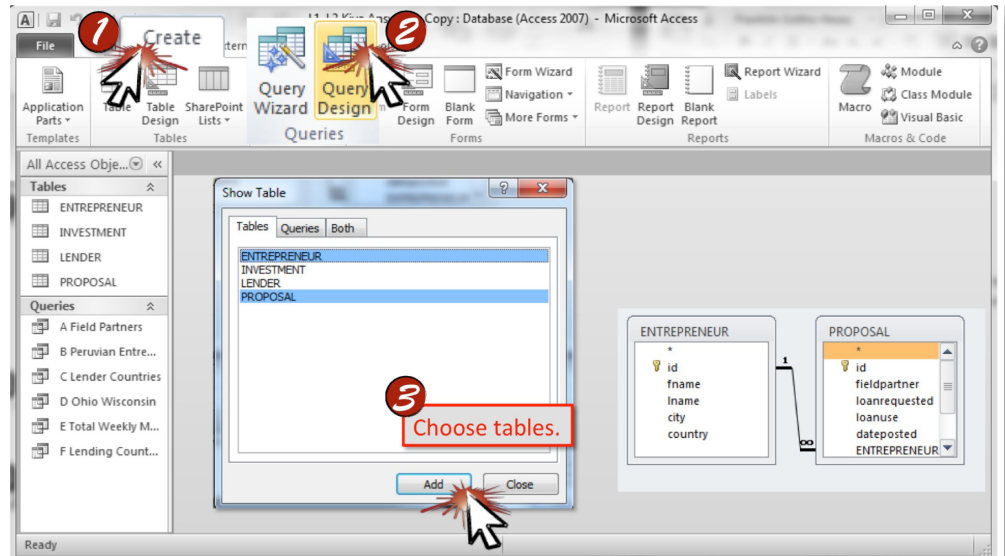 Copy : Database (Access 2007) - Microsoft Access
File
1
Create
tern
2
Application
Parts
Templates
Table
Table
Design
SharePoint
Lists
Tables
Query
Wizard
Query
Design
Queries
Form
Design
Blank
Form
Form Wizard
Navigation
More Forms
Forms
Report
Report
Design
Blank
Report
Report Wizard
Labels
Reports
Macro
Module
Class Module
Visual Basic
Macros & Code
All Access Obje...
Tables
ENTREPRENEUR
INVESTMENT
LENDER
PROPOSAL
Queries
A Field Partners
B Peruvian Entre...
C Lender Countries
D Ohio Wisconsin
E Total Weekly M...
F Lending Count...
Show Table
Tables Queries Both
ENTREPRENEUR
INVESTMENT
LENDER
PROPOSAL
3
Choose tables.
Add Close
ENTREPRENEUR
*
id
fname
lname
city
country
1
∞
PROPOSAL
*
id
fieldpartner
loanrequested
loanuse
dateposted
ENTREPRENEUR
Ready